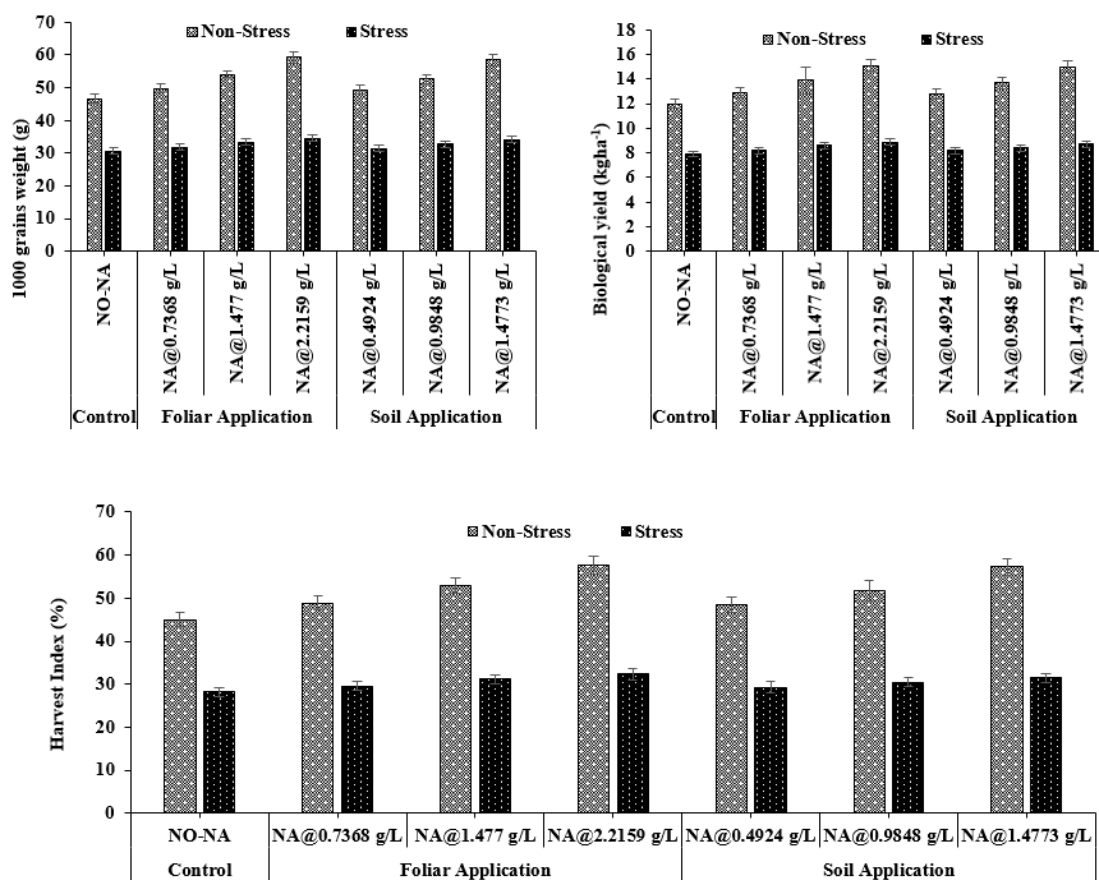 1000 grains weight (g)
70
60
50
40
30
20
10
0
Non-Stress
Stress
NO-NA
NA@0.7368 g/L
NA@1.477 g/L
NA@2.2159 g/L
NA@0.4924 g/L
NA@0.9848 g/L
NA@1.4773 g/L
Control
Foliar Application
Soil Application
Biological yield (kgha-1)
18
16
14
12
10
8
6
4
2
0
Non-Stress
Stress
NO-NA
NA@0.7368 g/L
NA@1.477 g/L
NA@2.2159 g/L
NA@0.4924 g/L
NA@0.9848 g/L
NA@1.4773 g/L
Control
Foliar Application
Soil Application
Harvest Index (%)
70
60
50
40
30
20
10
0
Non-Stress
Stress
NO-NA
NA@0.7368 g/L
NA@1.477 g/L
NA@2.2159 g/L
NA@0.4924 g/L
NA@0.9848 g/L
NA@1.4773 g/L
Control
Foliar Application
Soil Application